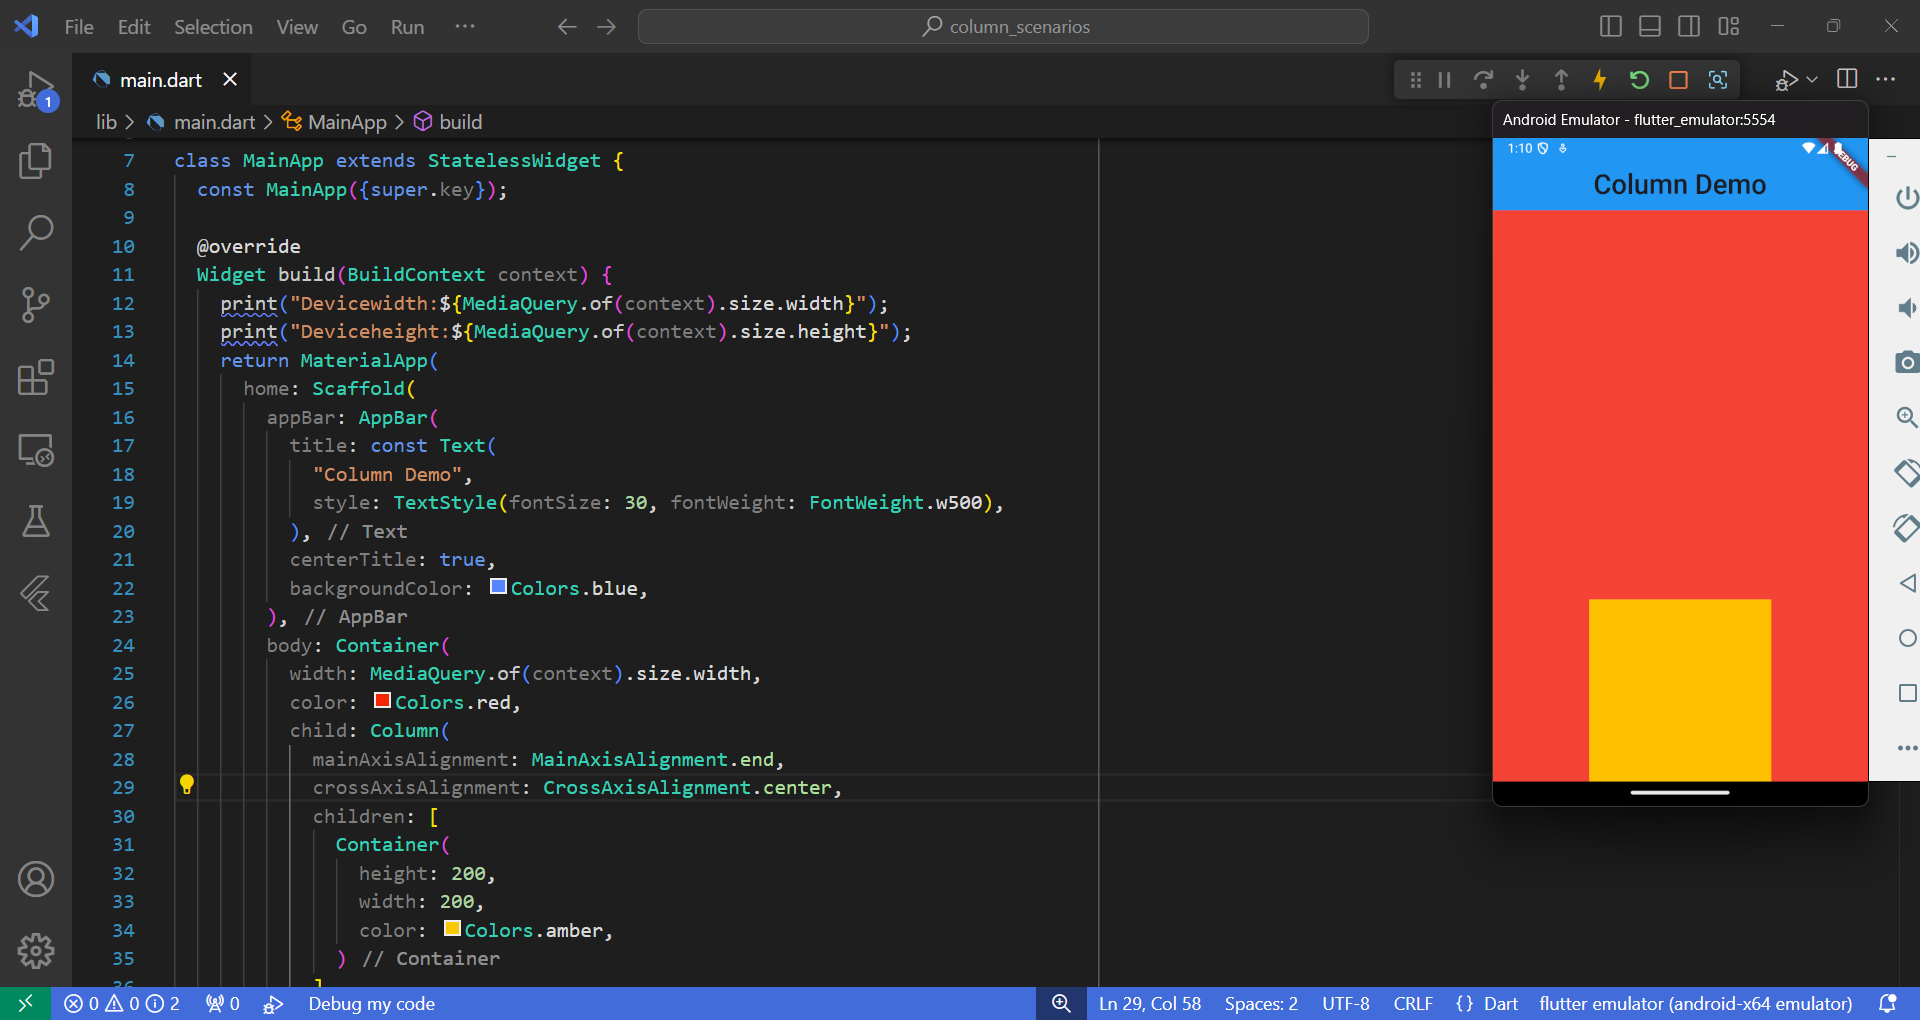 File Edit Selection View Go Run ···
column_scenarios
1
main.dart
lib > main.dart > MainApp > build
7 class MainApp extends StatelessWidget {
8 const MainApp({super.key});
9
10 @override
11 Widget build(BuildContext context) {
12 print("Devicewidth:${MediaQuery.of(context).size.width}");
13 print("Deviceheight:${MediaQuery.of(context).size.height}");
14 return MaterialApp(
15 home: Scaffold(
16 appBar: AppBar(
17 title: const Text(
18 "Column Demo",
19 style: TextStyle(fontSize: 30, fontWeight: FontWeight.w500),
20 ), // Text
21 centerTitle: true,
22 backgroundColor: Colors.blue,
23 ), // AppBar
24 body: Container(
25 width: MediaQuery.of(context).size.width,
26 color: Colors.red,
27 child: Column(
28 mainAxisAlignment: MainAxisAlignment.end,
29 crossAxisAlignment: CrossAxisAlignment.center,
30 children: [
31 Container(
32 height: 200,
33 width: 200,
34 color: Colors.amber,
35 ) // Container
36 ]
Android Emulator - flutter_emulator:5554
1:10
DEBUG
Column Demo
0 0 2 0 Debug my code
Ln 29, Col 58 Spaces: 2 UTF-8 CRLF {} Dart flutter emulator (android-x64 emulator)